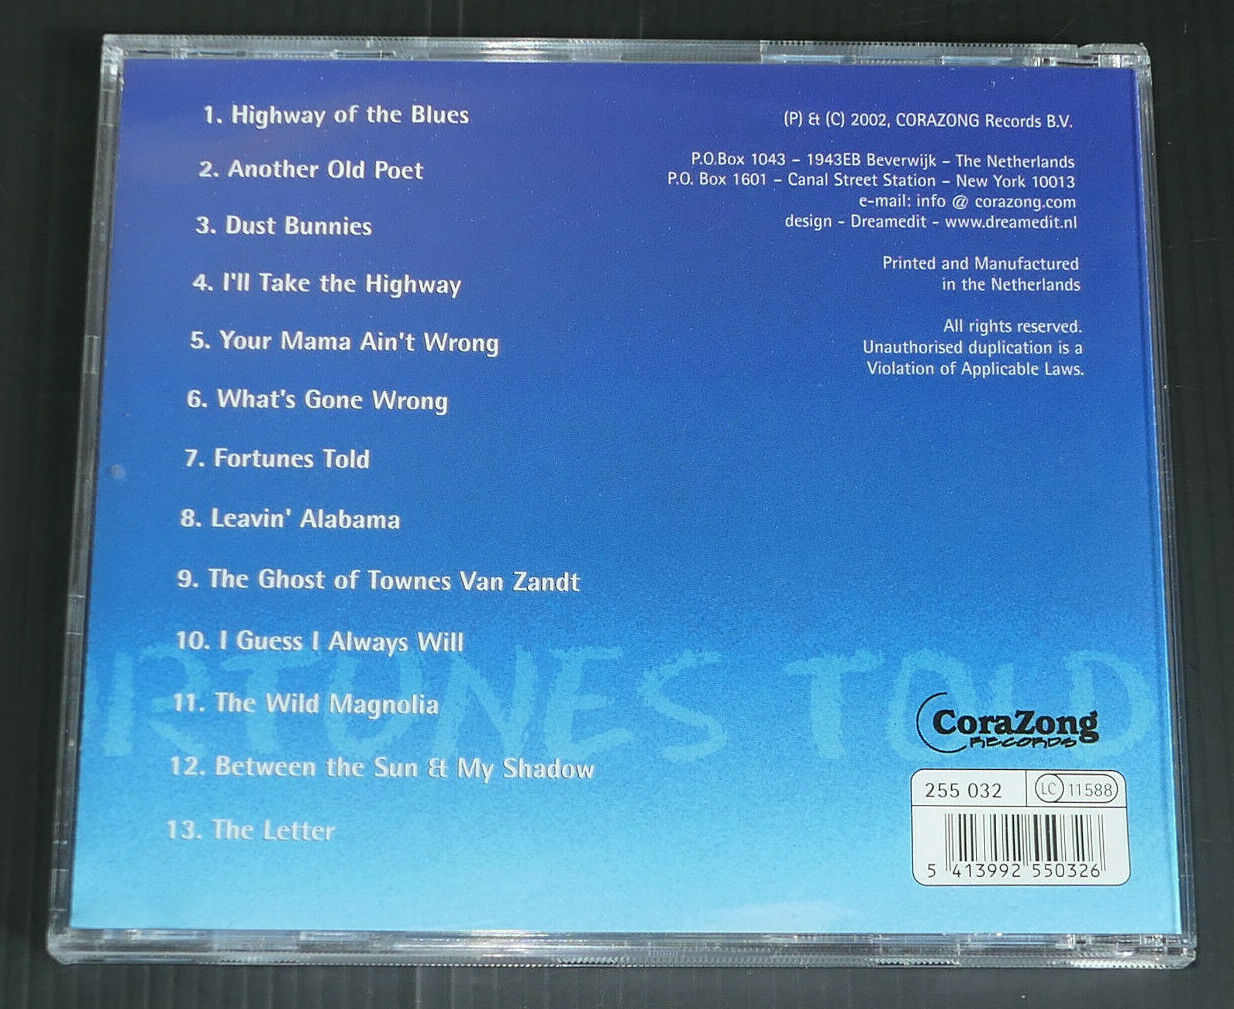 1. Highway of the Blues
2. Another Old Poet
3. Dust Bunnies
4. I'll Take the Highway
5. Your Mama Ain't Wrong
6. What's Gone Wrong
7. Fortunes Told
8. Leavin' Alabama
9. The Ghost of Townes Van Zandt
10. I Guess I Always Will
11. The Wild Magnolia
12. Between the Sun & My Shadow
13. The Letter
(P) & (C) 2002, CORAZONG Records B.V.
P.O.Box 1043 - 1943EB Beverwijk - The Netherlands
P.O. Box 1601 - Canal Street Station - New York 10013
e-mail: info @ corazong.com
design - Dreamedit - www.dreamedit.nl
Printed and Manufactured
in the Netherlands
All rights reserved.
Unauthorised duplication is a
Violation of Applicable Laws.
RTUNES TOLD
CoraZong
RECORDS
255 032 LC 11588
5 413992 550326